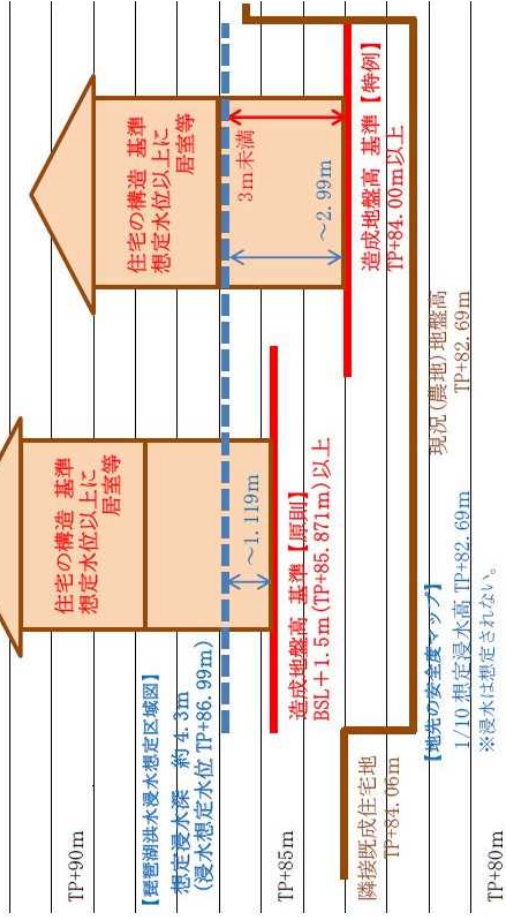 TP+90m
【琵琶湖洪水浸水想定区域図】
想定浸水深 約4.3m
(浸水想定水位 TP+86.99m)
TP+85m
隣接既成住宅地
TP+84.06m
TP+80m
住宅の構造 基準
想定水位以上に
居室等
~1.119m
造成地盤高 基準【原則】
BSL+1.5m(TP+85.871m)以上
【地先の安全度マップ】
1/10 想定浸水高 TP+82.69m
※浸水は想定されない。
現況(農地)地盤高
TP+82.69m
住宅の構造 基準
想定水位以上に
居室等
3m未満
~2.99m
造成地盤高 基準【特例】
TP+84.00m以上